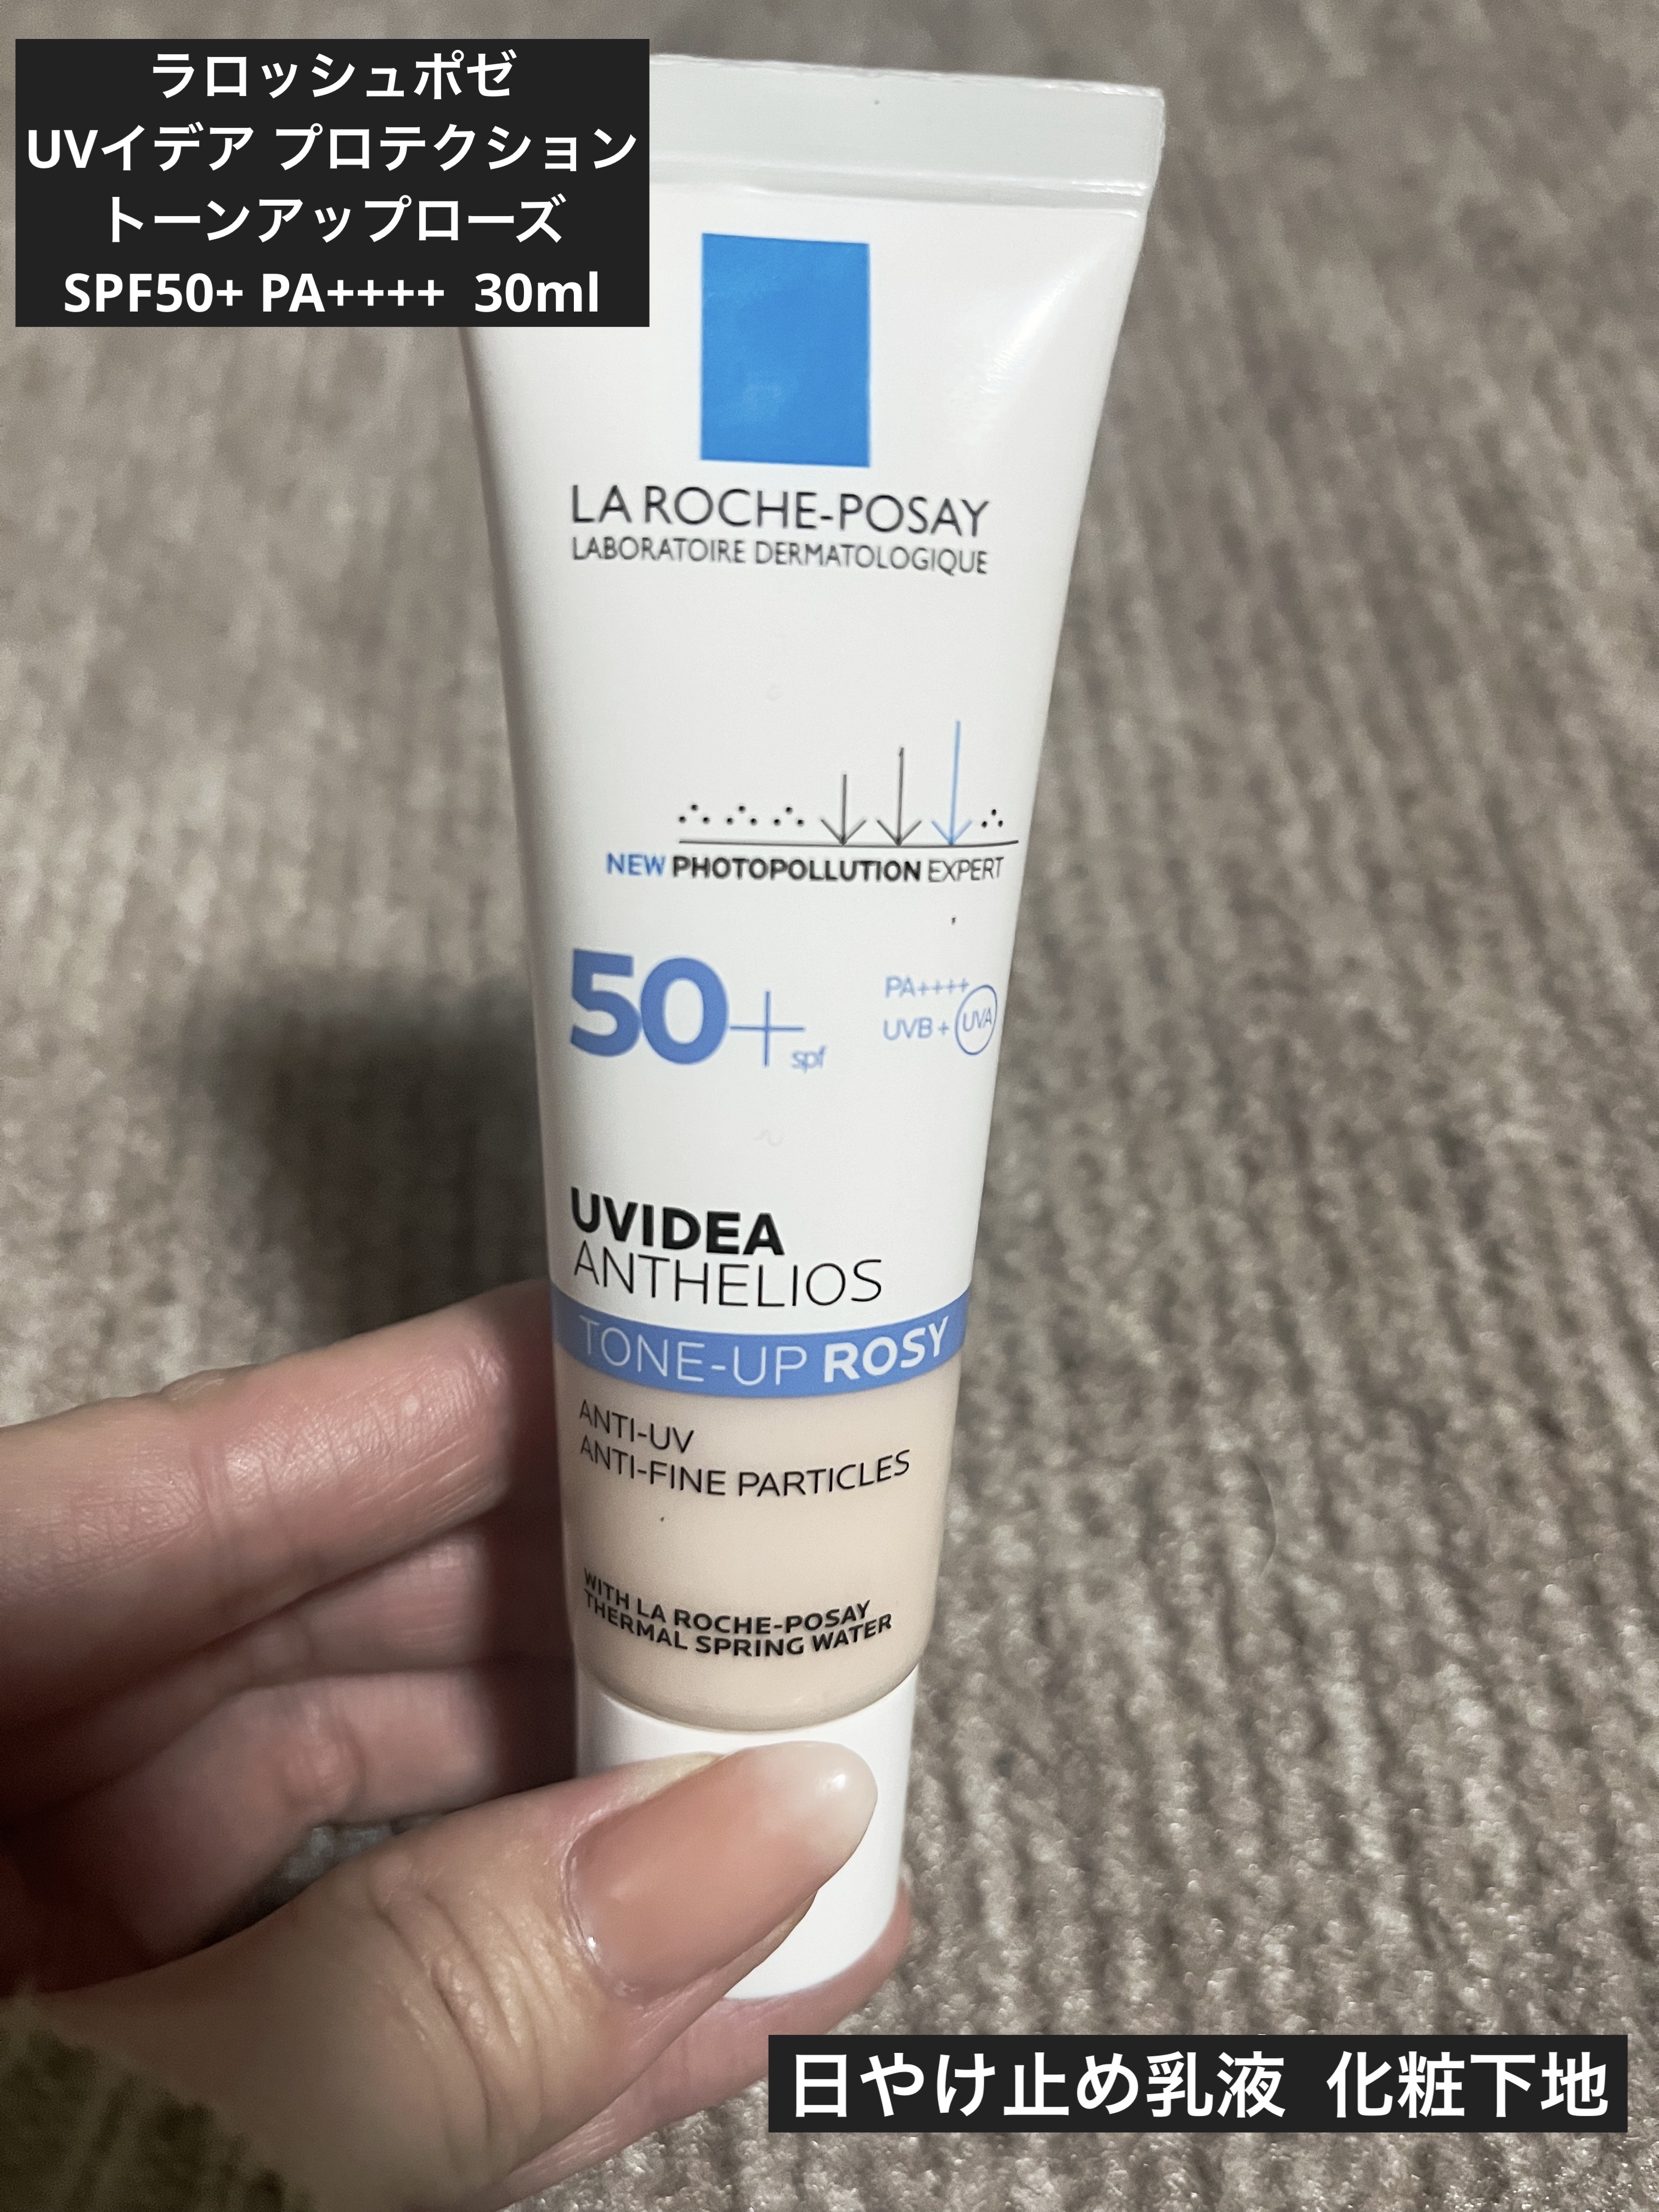 ラロッシュポゼ
UVイデア プロテクション
トーンアップローズ
SPF50+ PA++++ 30ml
LA ROCHE-POSAY
LABORATOIRE DERMATOLOGIQUE
NEW PHOTOPOLLUTION EXPERT
50+ spf
PA++++
UVB + UVA
UVIDEA
ANTHELIOS
TONE-UP ROSY
ANTI-UV
ANTI-FINE PARTICLES
WITH LA ROCHE-POSAY
THERMAL SPRING WATER
日やけ止め乳液 化粧下地